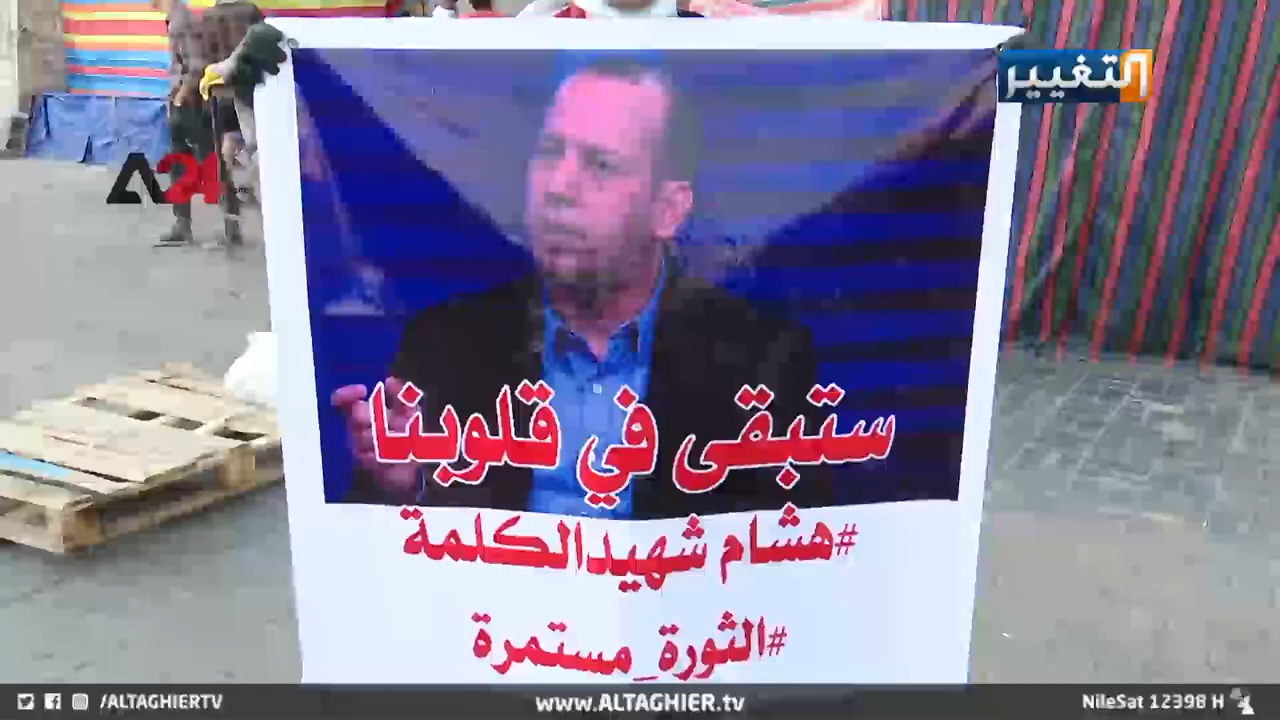 التغيير
A24
ستبقى في قلوبنا
#هشام شهيدالكلمة
#الثورة_مستمرة
/ALTAGHIERTV
www.ALTAGHIER.tv
NileSat 12398 H